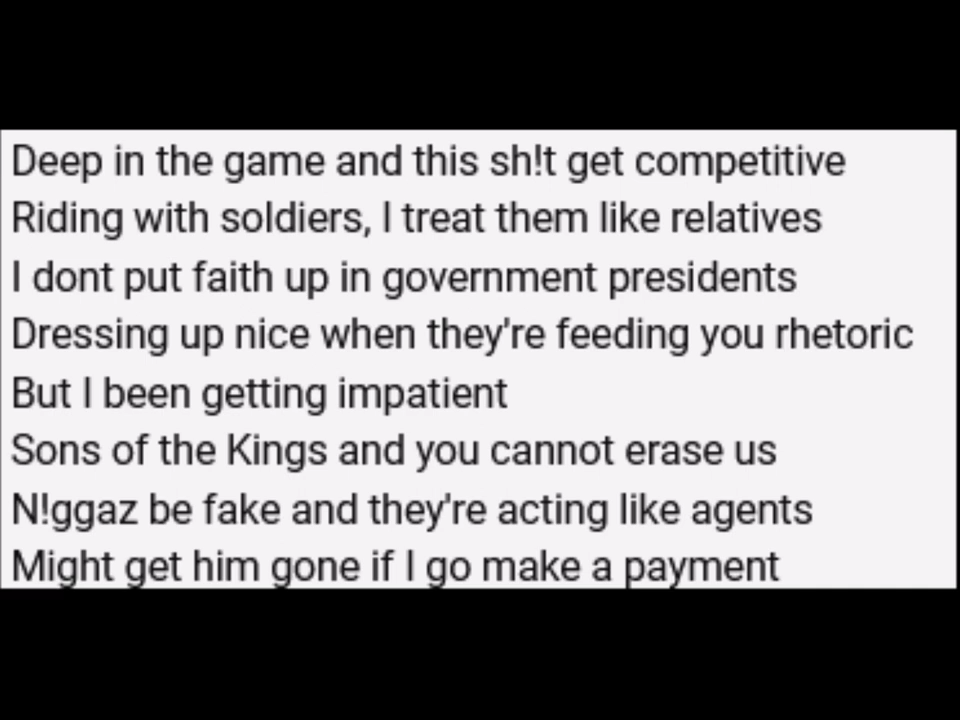 Deep in the game and this sh!t get competitive
Riding with soldiers, I treat them like relatives
I dont put faith up in government presidents
Dressing up nice when they're feeding you rhetoric
But I been getting impatient
Sons of the Kings and you cannot erase us
N!ggaz be fake and they're acting like agents
Might get him gone if I go make a payment